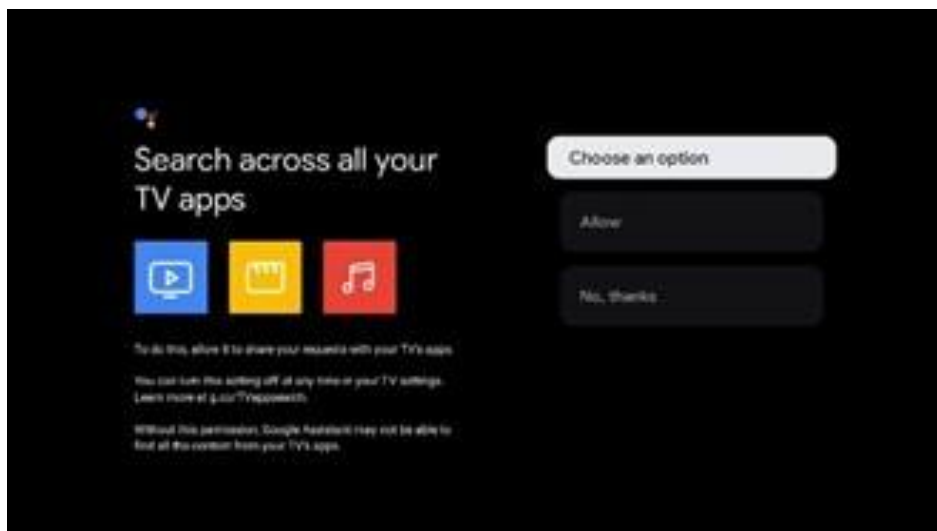 Search across all your
TV apps
Choose an option
Allow
No, thanks
To do this, allow it to share your requests with your TV's apps
You can turn this setting off at any time in your TV settings.
Learn more at g.co/TVappsearch.
Without this permission, Google Assistant may not be able to
find all the content from your TV's apps.